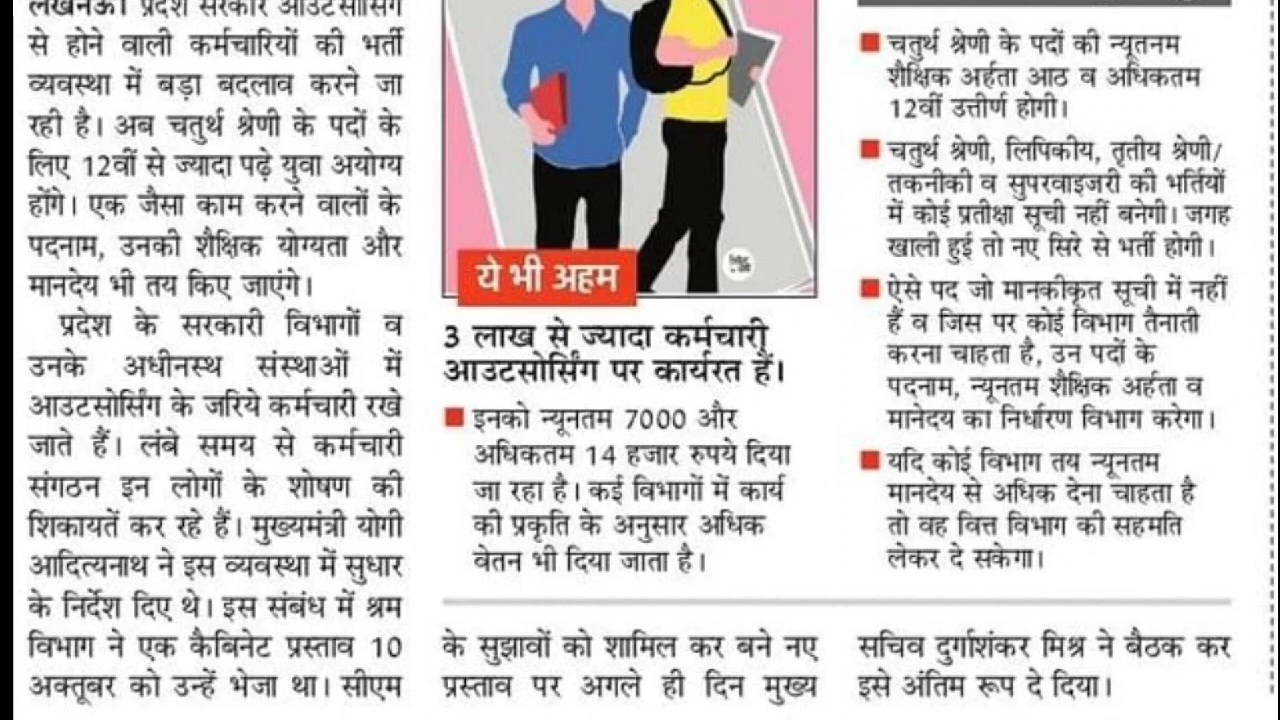 लखनऊ। प्रदेश सरकार आउटसोर्सिंग
से होने वाली कर्मचारियों की भर्ती
व्यवस्था में बड़ा बदलाव करने जा
रही है। अब चतुर्थ श्रेणी के पदों के
लिए 12वीं से ज्यादा पढ़े युवा अयोग्य
होंगे। एक जैसा काम करने वालों के
पदनाम, उनकी शैक्षिक योग्यता और
मानदेय भी तय किए जाएंगे।
प्रदेश के सरकारी विभागों व
उनके अधीनस्थ संस्थाओं में
आउटसोर्सिंग के जरिये कर्मचारी रखे
जाते हैं। लंबे समय से कर्मचारी
संगठन इन लोगों के शोषण की
शिकायतें कर रहे हैं। मुख्यमंत्री योगी
आदित्यनाथ ने इस व्यवस्था में सुधार
के निर्देश दिए थे। इस संबंध में श्रम
विभाग ने एक कैबिनेट प्रस्ताव 10
अक्तूबर को उन्हें भेजा था। सीएम
ये भी अहम
3 लाख से ज्यादा कर्मचारी
आउटसोर्सिंग पर कार्यरत हैं।
इनको न्यूनतम 7000 और
अधिकतम 14 हजार रुपये दिया
जा रहा है। कई विभागों में कार्य
की प्रकृति के अनुसार अधिक
वेतन भी दिया जाता है।
चतुर्थ श्रेणी के पदों की न्यूतनम
शैक्षिक अर्हता आठ व अधिकतम
12वीं उत्तीर्ण होगी।
चतुर्थ श्रेणी, लिपिकीय, तृतीय श्रेणी/
तकनीकी व सुपरवाइजरी की भर्तियों
में कोई प्रतीक्षा सूची नहीं बनेगी। जगह
खाली हुई तो नए सिरे से भर्ती होगी।
ऐसे पद जो मानकीकृत सूची में नहीं
हैं व जिस पर कोई विभाग तैनाती
करना चाहता है, उन पदों के
पदनाम, न्यूनतम शैक्षिक अर्हता व
मानेदय का निर्धारण विभाग करेगा।
यदि कोई विभाग तय न्यूनतम
मानदेय से अधिक देना चाहता है
तो वह वित्त विभाग की सहमति
लेकर दे सकेगा।
के सुझावों को शामिल कर बने नए
प्रस्ताव पर अगले ही दिन मुख्य
सचिव दुर्गाशंकर मिश्र ने बैठक कर
इसे अंतिम रूप दे दिया।